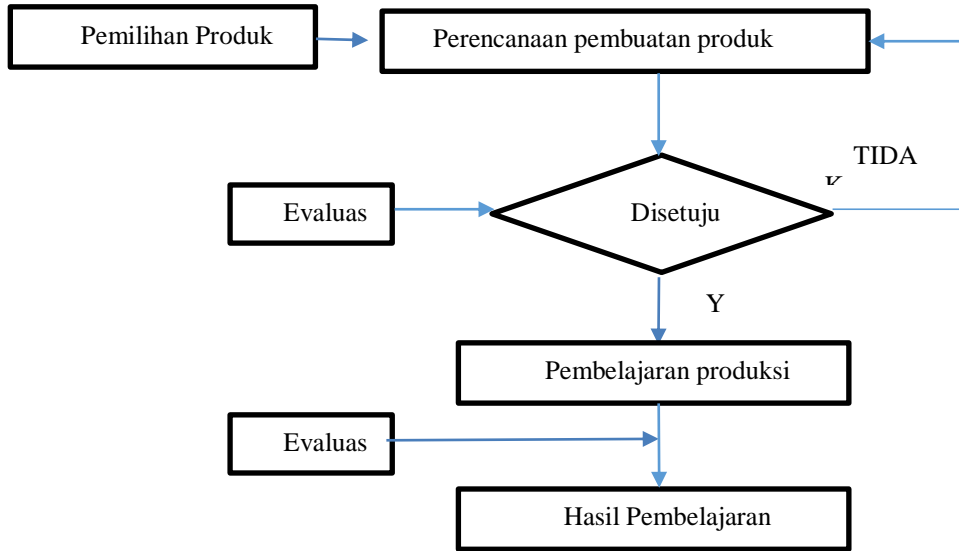 Pemilihan Produk
Perencanaan pembuatan produk
TIDA
K
Evaluas
Disetuju
Y
Pembelajaran produksi
Evaluas
Hasil Pembelajaran